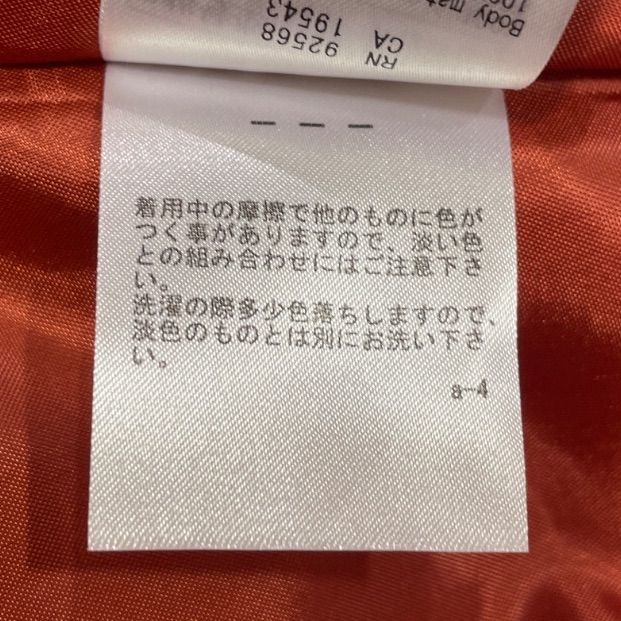 Body mat
100
RN 92568
CA 19543
— — —
着用中の摩擦で他のものに色が
つく事がありますので、淡い色
との組み合わせにはご注意下さ
い。
洗濯の際多少色落ちしますので、
淡色のものとは別にお洗い下さ
い。
a-4